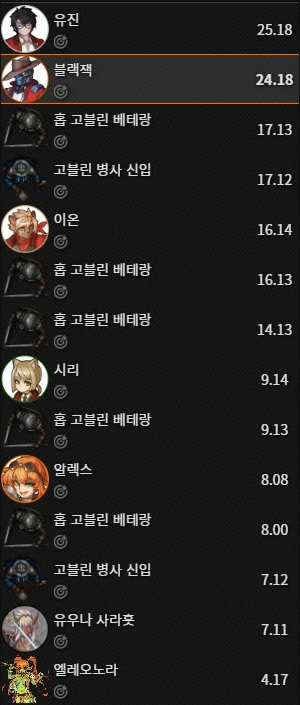 유진
25.18
블랙잭
24.18
홉 고블린 베테랑
17.13
고블린 병사 신입
17.12
이온
16.14
홉 고블린 베테랑
16.13
홉 고블린 베테랑
14.13
시리
9.14
홉 고블린 베테랑
9.13
알렉스
8.08
홉 고블린 베테랑
8.00
고블린 병사 신입
7.12
유우나 사라홋
7.11
엘레오노라
4.17